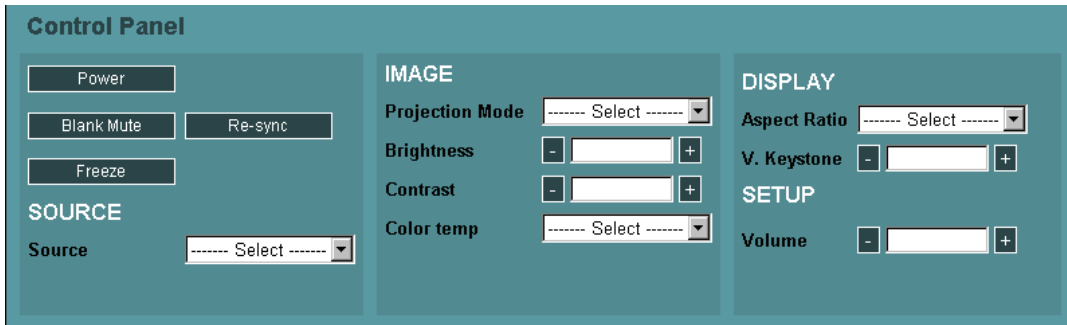 Control Panel
Power
Blank Mute Re-sync
Freeze
SOURCE
Source ------- Select -------
IMAGE
Projection Mode ------- Select -------
Brightness - +
Contrast - +
Color temp ------- Select -------
DISPLAY
Aspect Ratio ------- Select -------
V. Keystone - +
SETUP
Volume - +